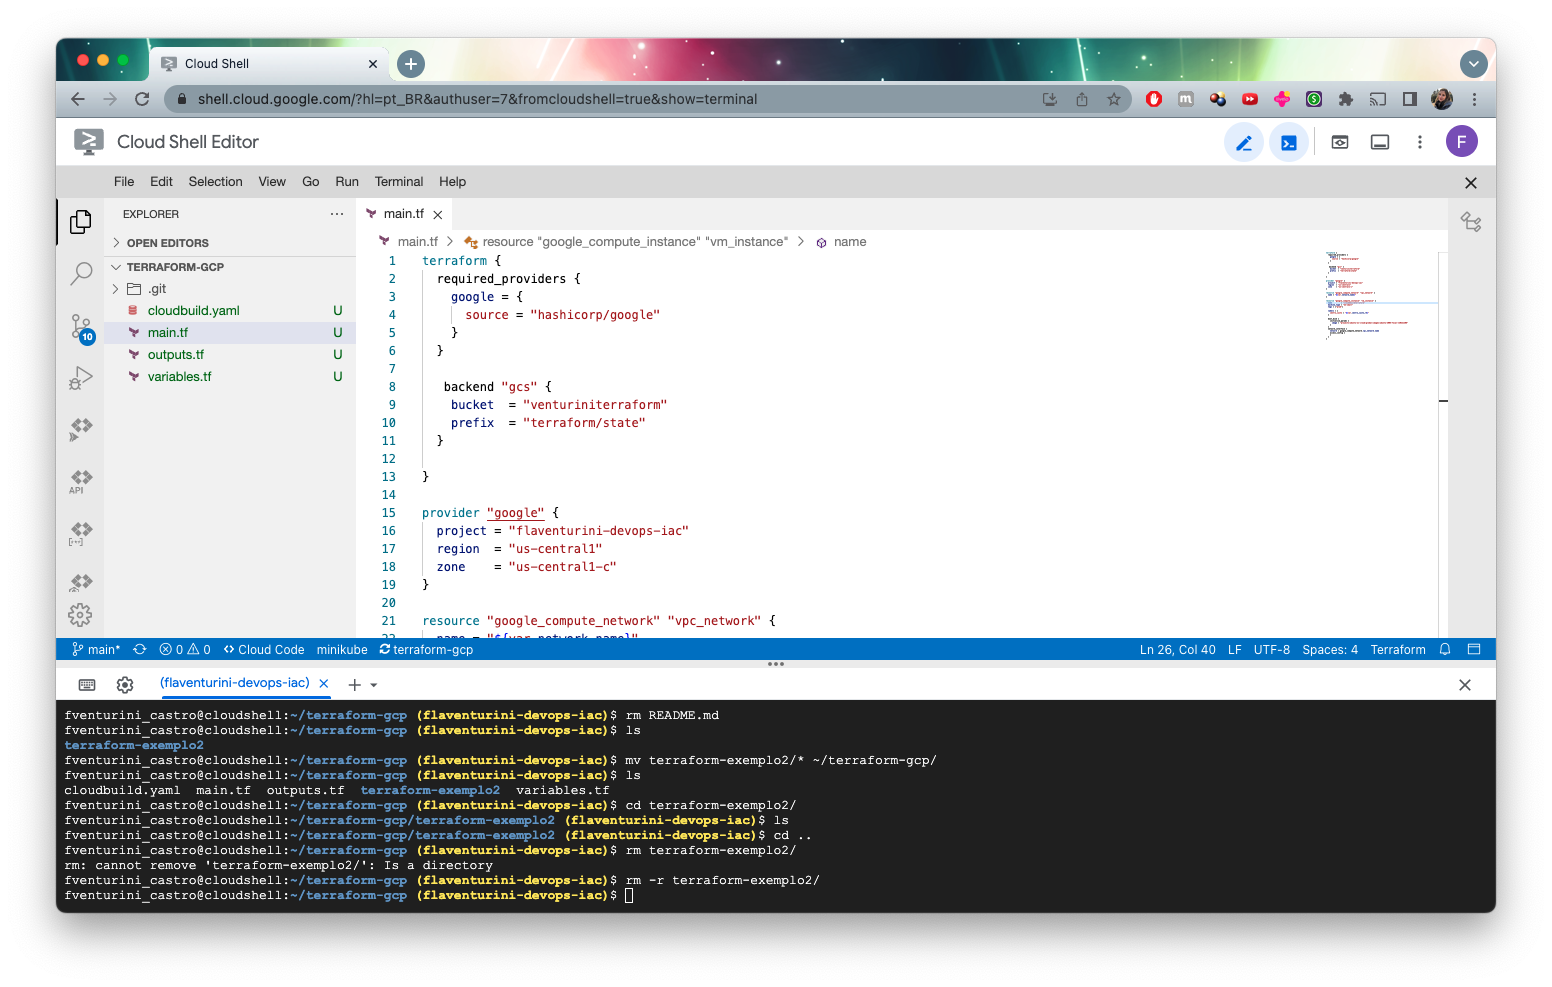 Cloud Shell
shell.cloud.google.com/?hl=pt_BR&authuser=7&fromcloudshell=true&show=terminal
Cloud Shell Editor
F
File Edit Selection View Go Run Terminal Help
EXPLORER
OPEN EDITORS
TERRAFORM-GCP
.git
cloudbuild.yaml U
main.tf U
outputs.tf U
variables.tf U
10
API
main.tf
main.tf > resource "google_compute_instance" "vm_instance" > name
1 terraform {
2 required_providers {
3 google = {
4 source = "hashicorp/google"
5 }
6 }
7
8 backend "gcs" {
9 bucket = "venturiniterraform"
10 prefix = "terraform/state"
11 }
12
13 }
14
15 provider "google" {
16 project = "flaventurini-devops-iac"
17 region = "us-central1"
18 zone = "us-central1-c"
19 }
20
21 resource "google_compute_network" "vpc_network" {
22 name = "${var.network_name}"
main* 0 0 Cloud Code minikube terraform-gcp Ln 26, Col 40 LF UTF-8 Spaces: 4 Terraform
(flaventurini-devops-iac)
fventurini_castro@cloudshell:~/terraform-gcp (flaventurini-devops-iac)$ rm README.md
fventurini_castro@cloudshell:~/terraform-gcp (flaventurini-devops-iac)$ ls
terraform-exemplo2
fventurini_castro@cloudshell:~/terraform-gcp (flaventurini-devops-iac)$ mv terraform-exemplo2/* ~/terraform-gcp/
fventurini_castro@cloudshell:~/terraform-gcp (flaventurini-devops-iac)$ ls
cloudbuild.yaml main.tf outputs.tf terraform-exemplo2 variables.tf
fventurini_castro@cloudshell:~/terraform-gcp (flaventurini-devops-iac)$ cd terraform-exemplo2/
fventurini_castro@cloudshell:~/terraform-gcp/terraform-exemplo2 (flaventurini-devops-iac)$ ls
fventurini_castro@cloudshell:~/terraform-gcp/terraform-exemplo2 (flaventurini-devops-iac)$ cd ..
fventurini_castro@cloudshell:~/terraform-gcp (flaventurini-devops-iac)$ rm terraform-exemplo2/
rm: cannot remove 'terraform-exemplo2/': Is a directory
fventurini_castro@cloudshell:~/terraform-gcp (flaventurini-devops-iac)$ rm -r terraform-exemplo2/
fventurini_castro@cloudshell:~/terraform-gcp (flaventurini-devops-iac)$